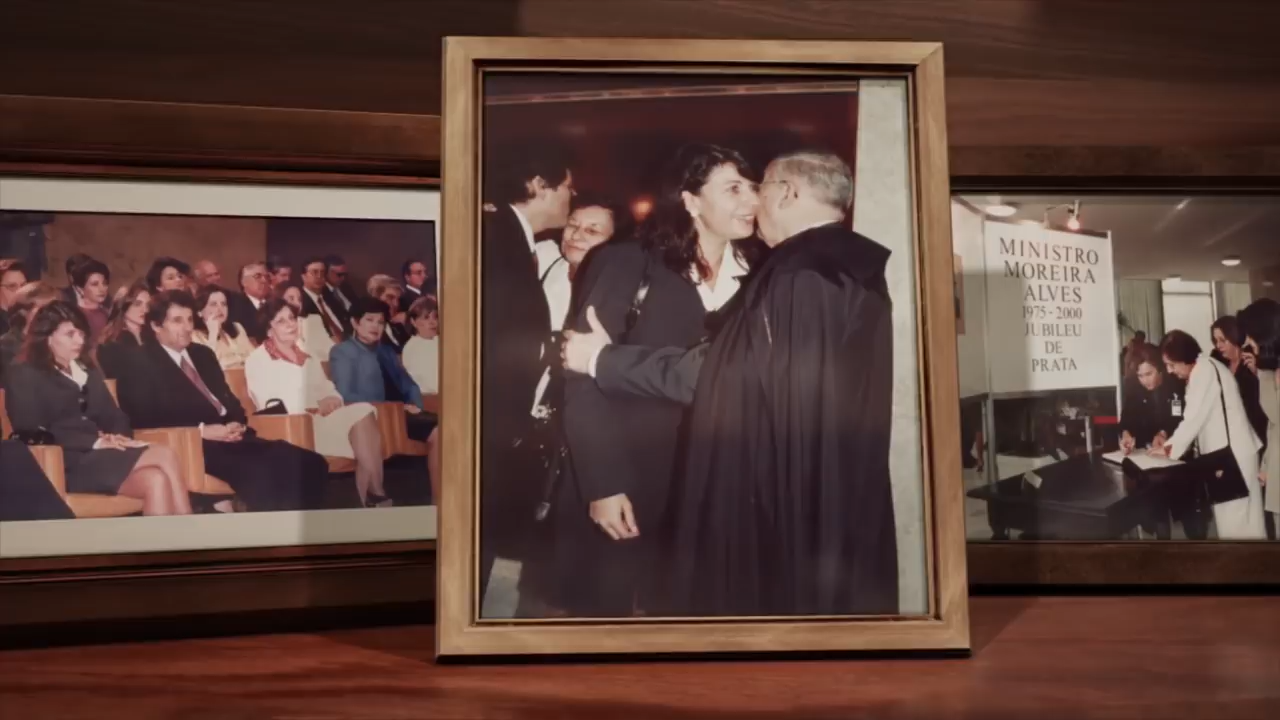 MINISTRO
MOREIRA
ALVES
1975-2000
JUBILEU
DE
PRATA